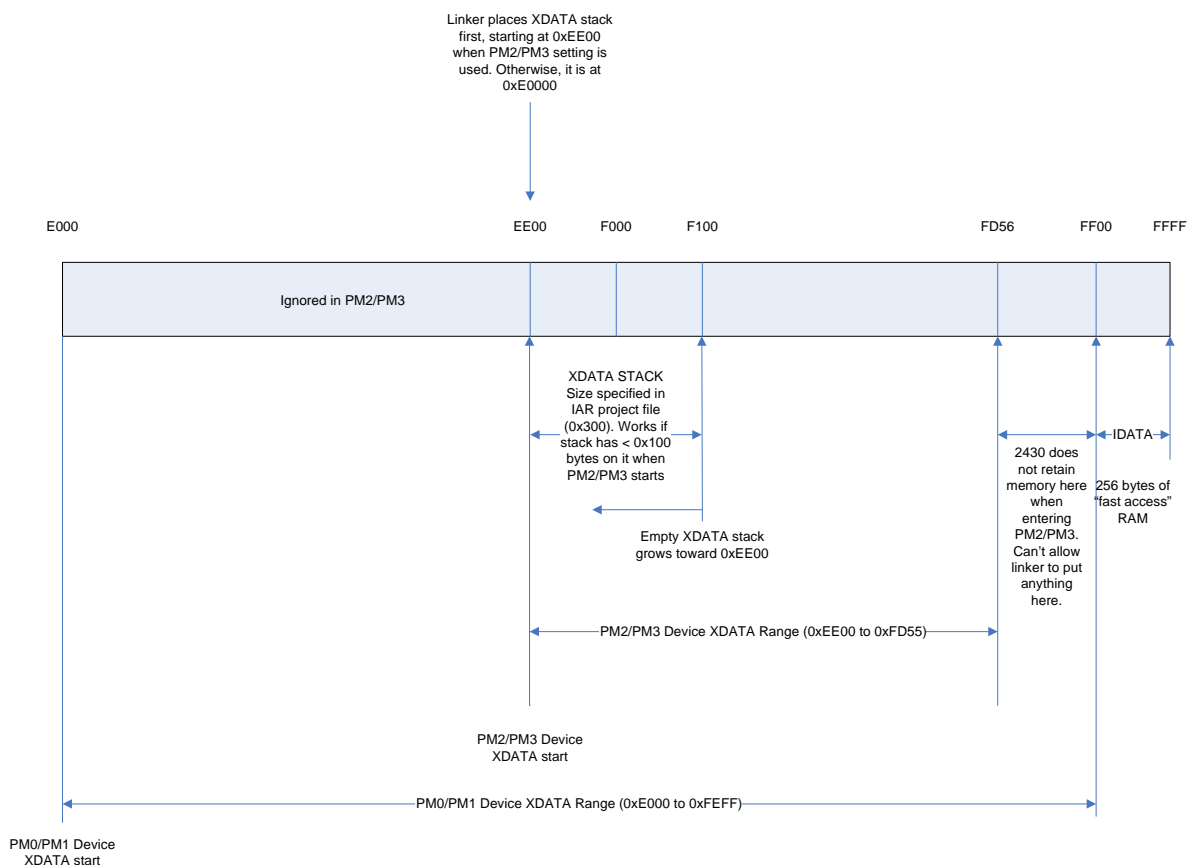 Linker places XDATA stack
first, starting at 0xEE00
when PM2/PM3 setting is
used. Otherwise, it is at
0xE0000
E000
EE00
F000
F100
FD56
FF00
FFFF
Ignored in PM2/PM3
XDATA STACK
Size specified in
IAR project file
(0x300). Works if
stack has < 0x100
bytes on it when
PM2/PM3 starts
Empty XDATA stack
grows toward 0xEE00
2430 does
not retain
memory here
when
entering
PM2/PM3.
Can't allow
linker to put
anything
here.
IDATA
256 bytes of
“fast access”
RAM
PM2/PM3 Device XDATA Range (0xEE00 to 0xFD55)
PM2/PM3 Device
XDATA start
PM0/PM1 Device XDATA Range (0xE000 to 0xFEFF)
PM0/PM1 Device
XDATA start